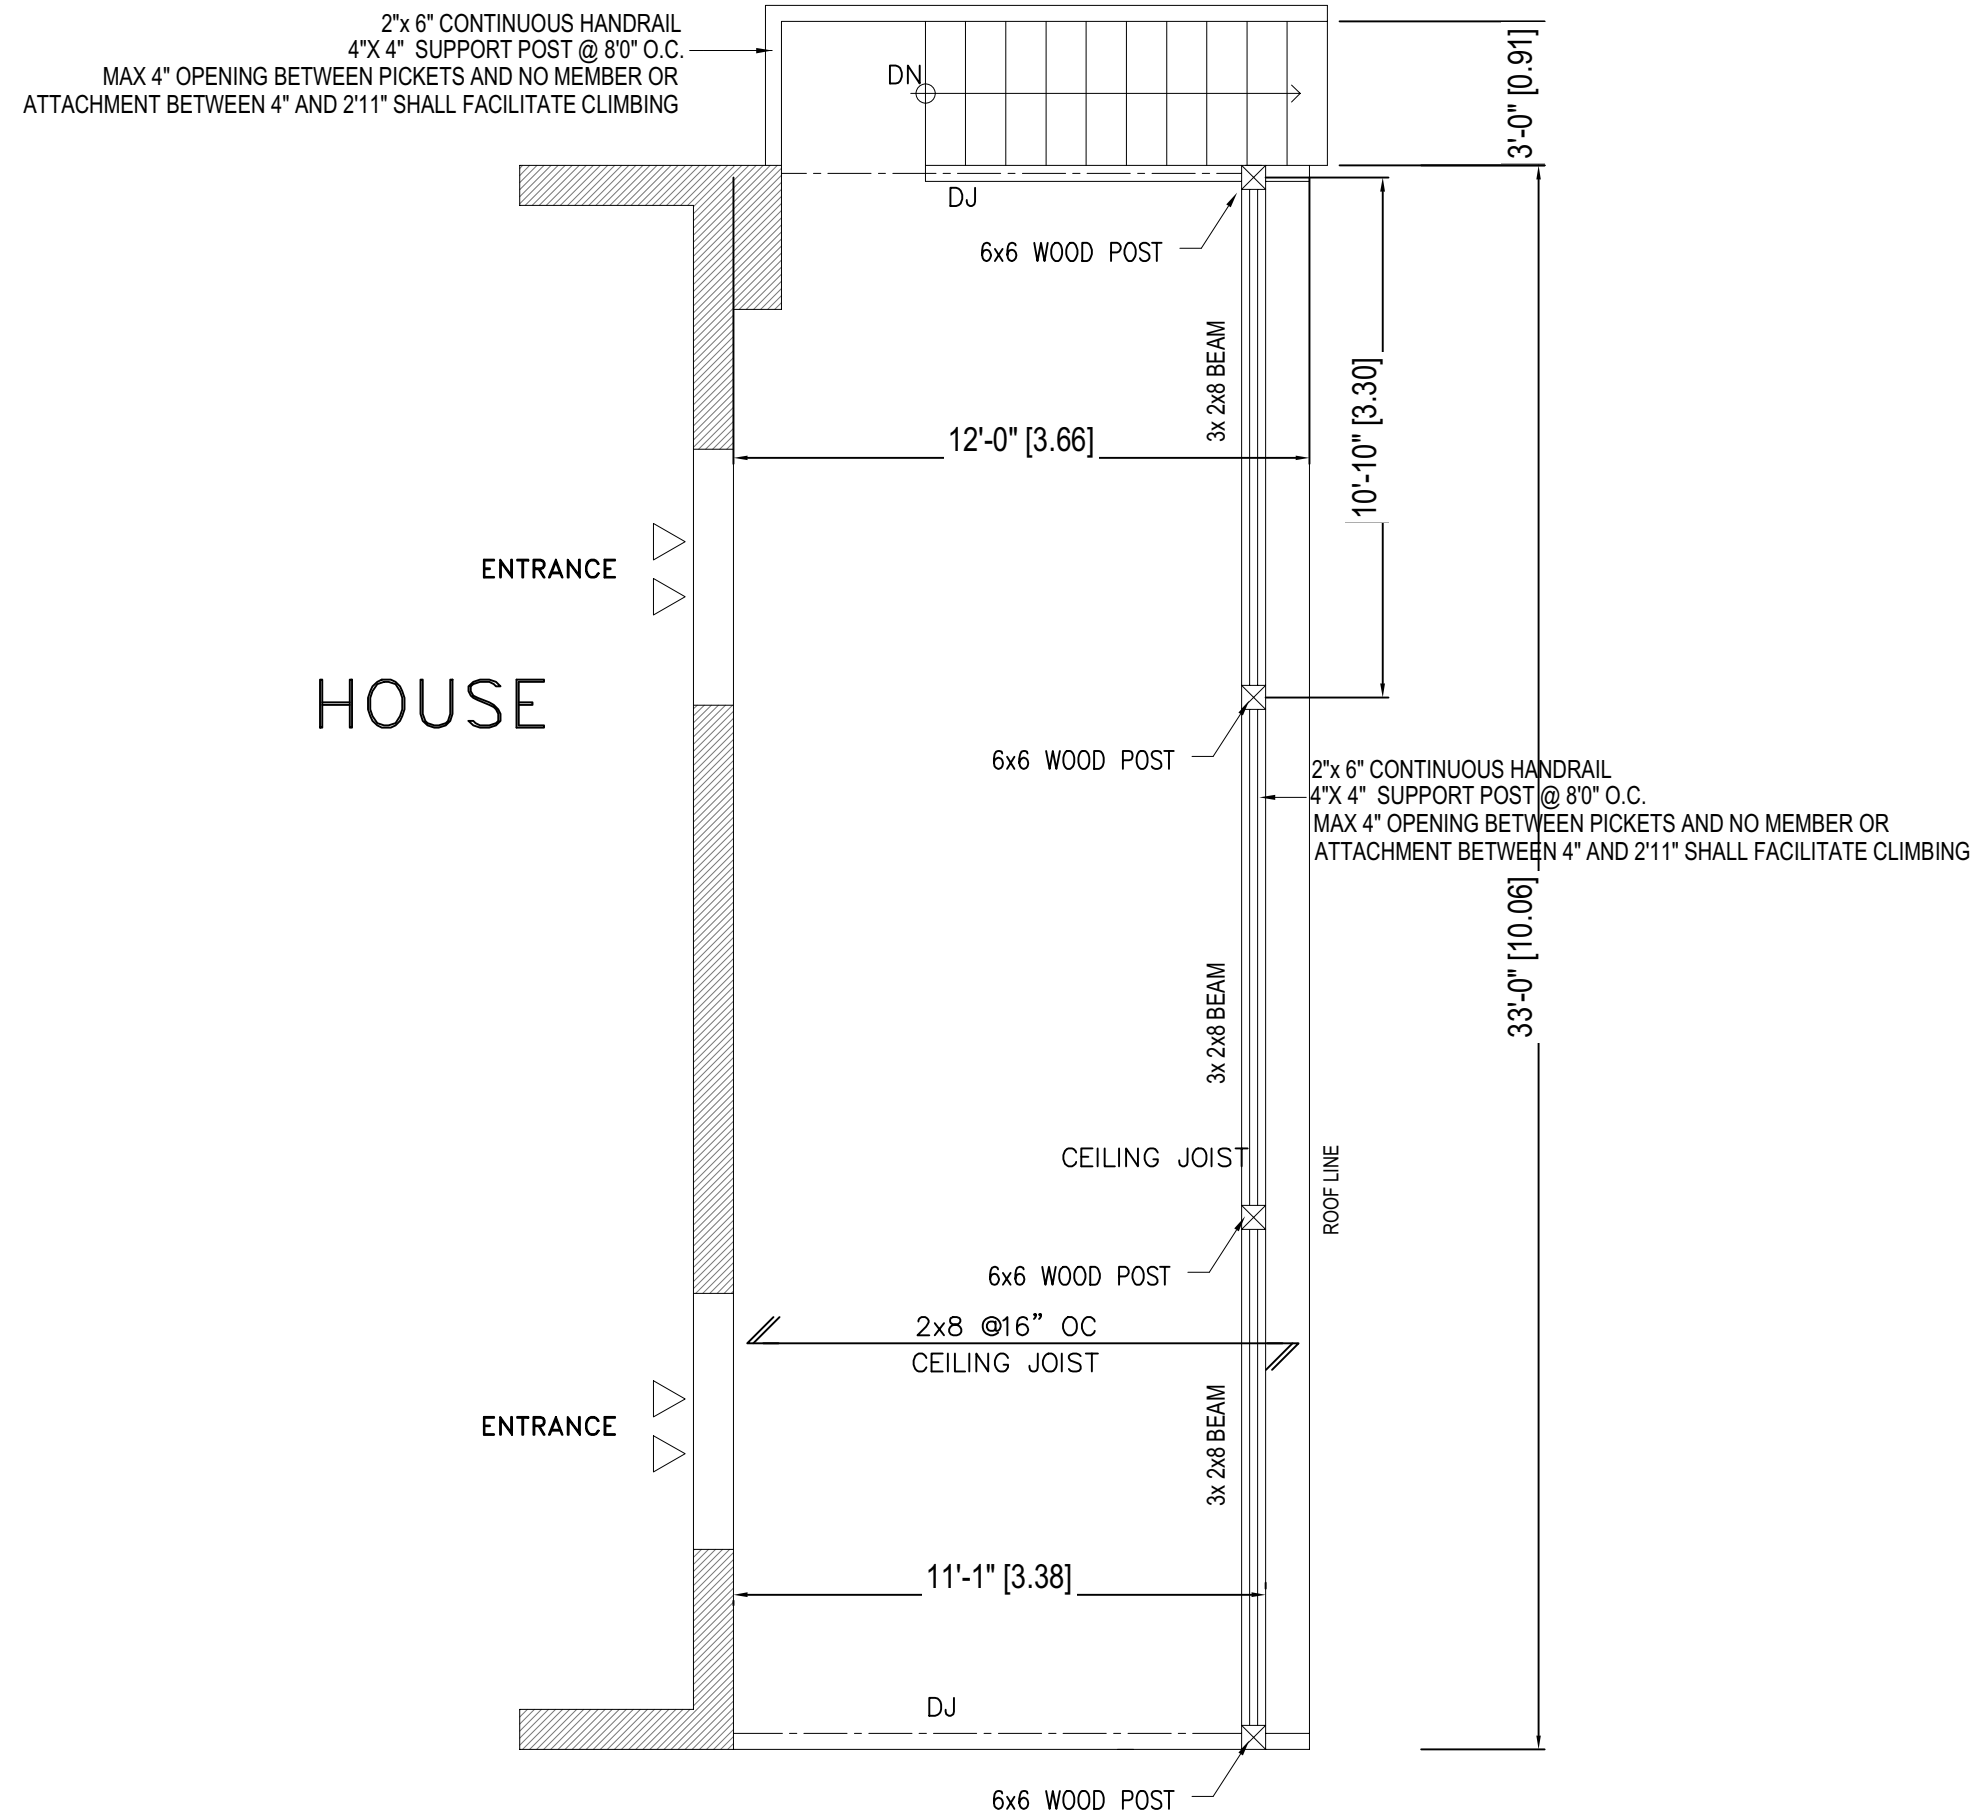 2"x 6" CONTINUOUS HANDRAIL
4"X 4" SUPPORT POST @ 8'0" O.C.
MAX 4" OPENING BETWEEN PICKETS AND NO MEMBER OR
ATTACHMENT BETWEEN 4" AND 2'11" SHALL FACILITATE CLIMBING
DN
3'-0" [0.91]
DJ
6x6 WOOD POST
3x 2x8 BEAM
10'-10" [3.30]
12'-0" [3.66]
ENTRANCE
HOUSE
6x6 WOOD POST
2"x 6" CONTINUOUS HANDRAIL
4"X 4" SUPPORT POST @ 8'0" O.C.
MAX 4" OPENING BETWEEN PICKETS AND NO MEMBER OR
ATTACHMENT BETWEEN 4" AND 2'11" SHALL FACILITATE CLIMBING
33'-0" [10.06]
3x 2x8 BEAM
CEILING JOIST
ROOF LINE
6x6 WOOD POST
2x8 @16” OC
CEILING JOIST
ENTRANCE
3x 2x8 BEAM
11'-1" [3.38]
DJ
6x6 WOOD POST